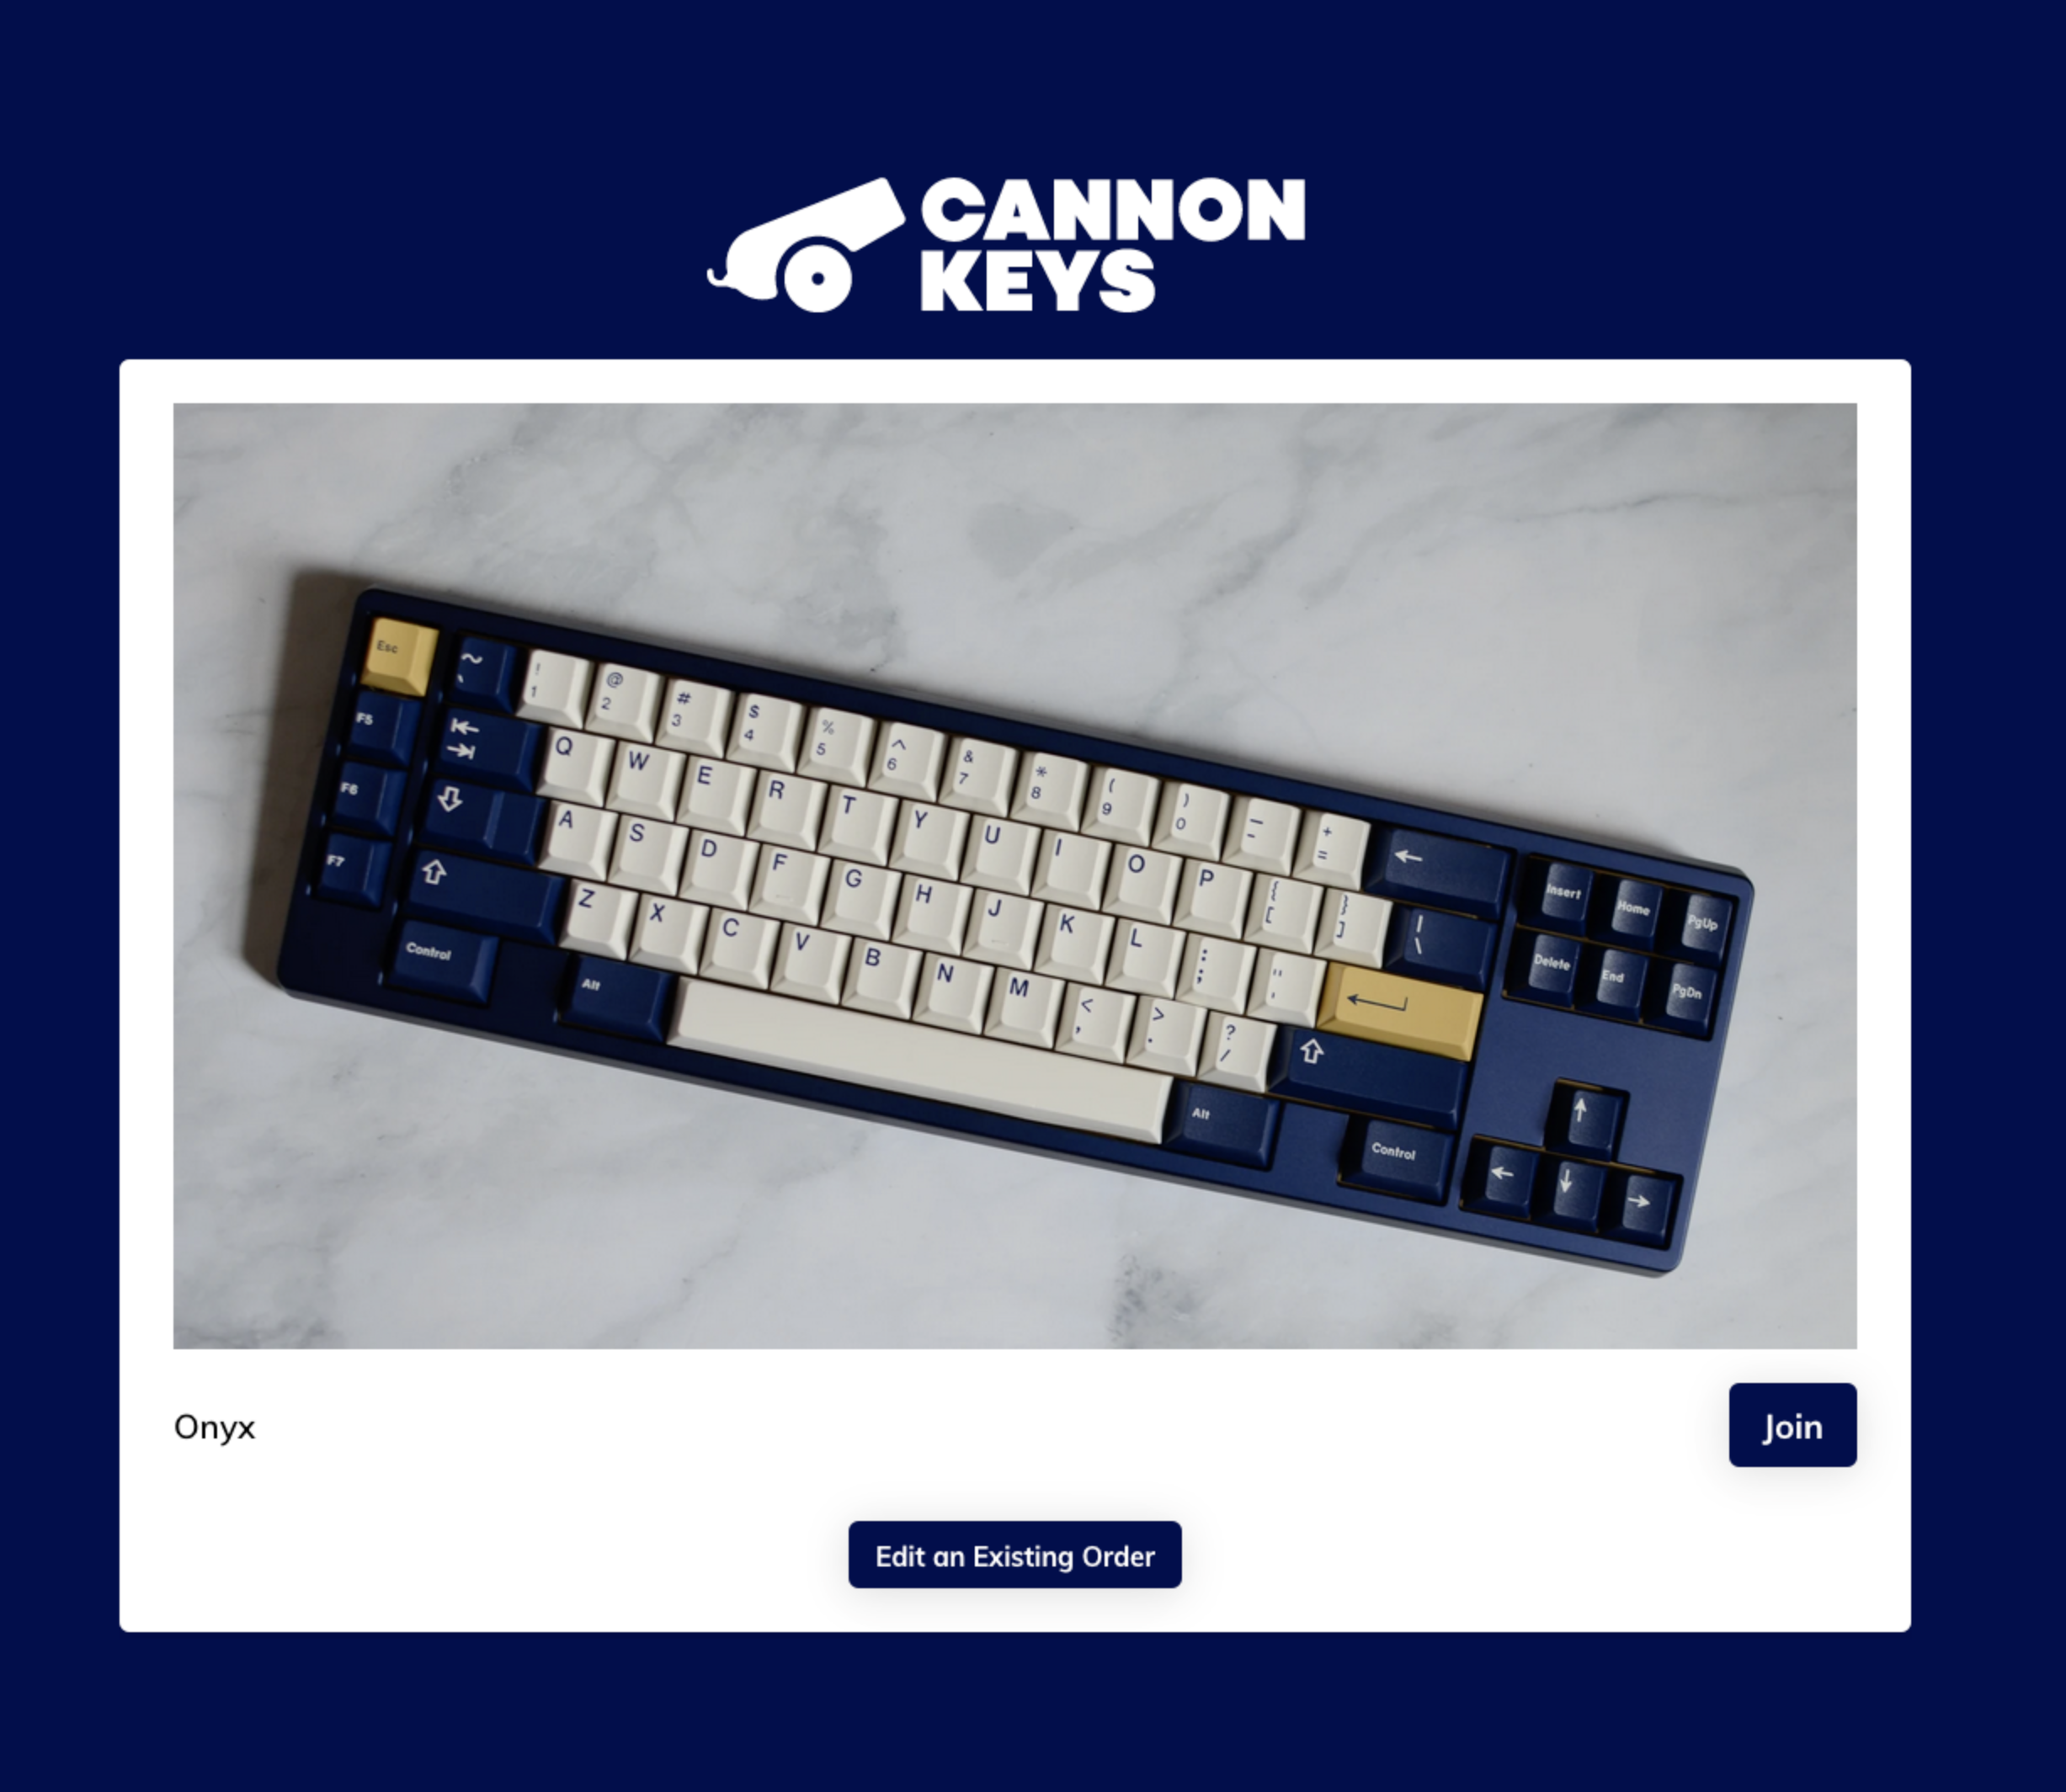 CANNON
KEYS
Esc
~ `
! 1
@ 2
# 3
$ 4
% 5
^ 6
& 7
* 8
( 9
) 0
_ -
+ =
←
Insert
Home
PgUp
F5
Q W E R T Y U I O P { [ } ] | \
Delete
End
PgDn
F6
A S D F G H J K L : ; " '
F7
Z X C V B N M < , > . ? /
↑
Control
Alt
Alt
Control
← ↓ →
Onyx
Join
Edit an Existing Order